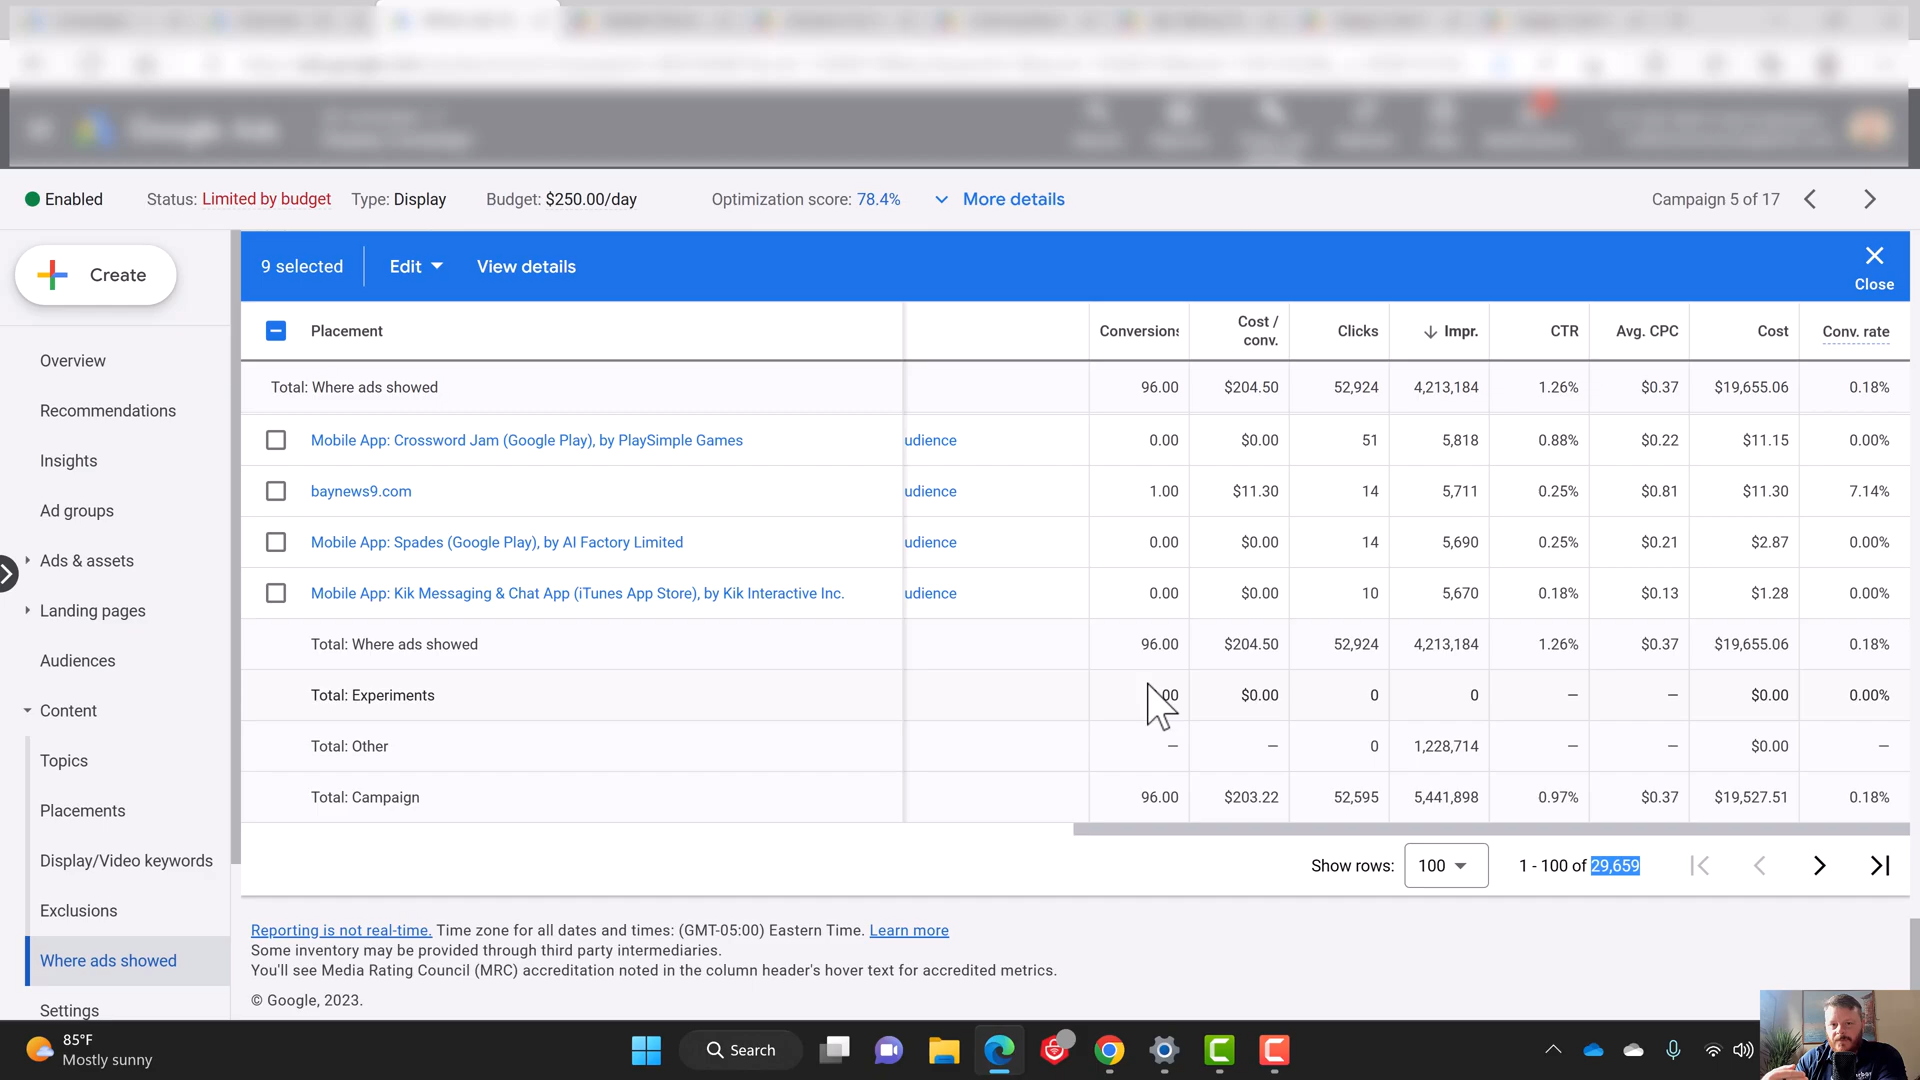 Google Ads
Enabled Status: Limited by budget Type: Display Budget: $250.00/day Optimization score: 78.4% More details Campaign 5 of 17
Create
9 selected Edit View details Close
Placement Conversions Cost / conv. Clicks Impr. CTR Avg. CPC Cost Conv. rate
Total: Where ads showed 96.00 $204.50 52,924 4,213,184 1.26% $0.37 $19,655.06 0.18%
Mobile App: Crossword Jam (Google Play), by PlaySimple Games udience 0.00 $0.00 51 5,818 0.88% $0.22 $11.15 0.00%
baynews9.com udience 1.00 $11.30 14 5,711 0.25% $0.81 $11.30 7.14%
Mobile App: Spades (Google Play), by AI Factory Limited udience 0.00 $0.00 14 5,690 0.25% $0.21 $2.87 0.00%
Mobile App: Kik Messaging & Chat App (iTunes App Store), by Kik Interactive Inc. udience 0.00 $0.00 10 5,670 0.18% $0.13 $1.28 0.00%
Total: Where ads showed 96.00 $204.50 52,924 4,213,184 1.26% $0.37 $19,655.06 0.18%
Total: Experiments 00 $0.00 0 0 — — $0.00 0.00%
Total: Other — — 0 1,228,714 — — $0.00 —
Total: Campaign 96.00 $203.22 52,595 5,441,898 0.97% $0.37 $19,527.51 0.18%
Show rows: 100 1 - 100 of 29,659
Overview
Recommendations
Insights
Ad groups
Ads & assets
Landing pages
Audiences
Content
Topics
Placements
Display/Video keywords
Exclusions
Where ads showed
Settings
Reporting is not real-time. Time zone for all dates and times: (GMT-05:00) Eastern Time. Learn more
Some inventory may be provided through third party intermediaries.
You'll see Media Rating Council (MRC) accreditation noted in the column header's hover text for accredited metrics.
© Google, 2023.
85°F
Mostly sunny
Search